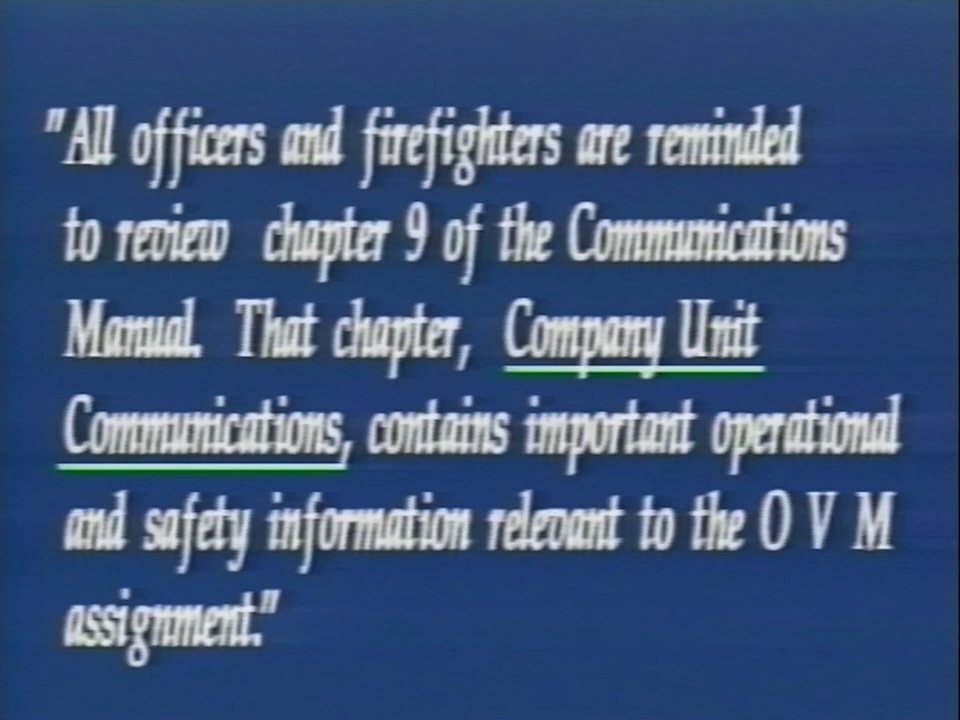 "All officers and firefighters are reminded
to review chapter 9 of the Communications
Manual. That chapter, Company Unit
Communications, contains important operational
and safety information relevant to the O V M
assignment."